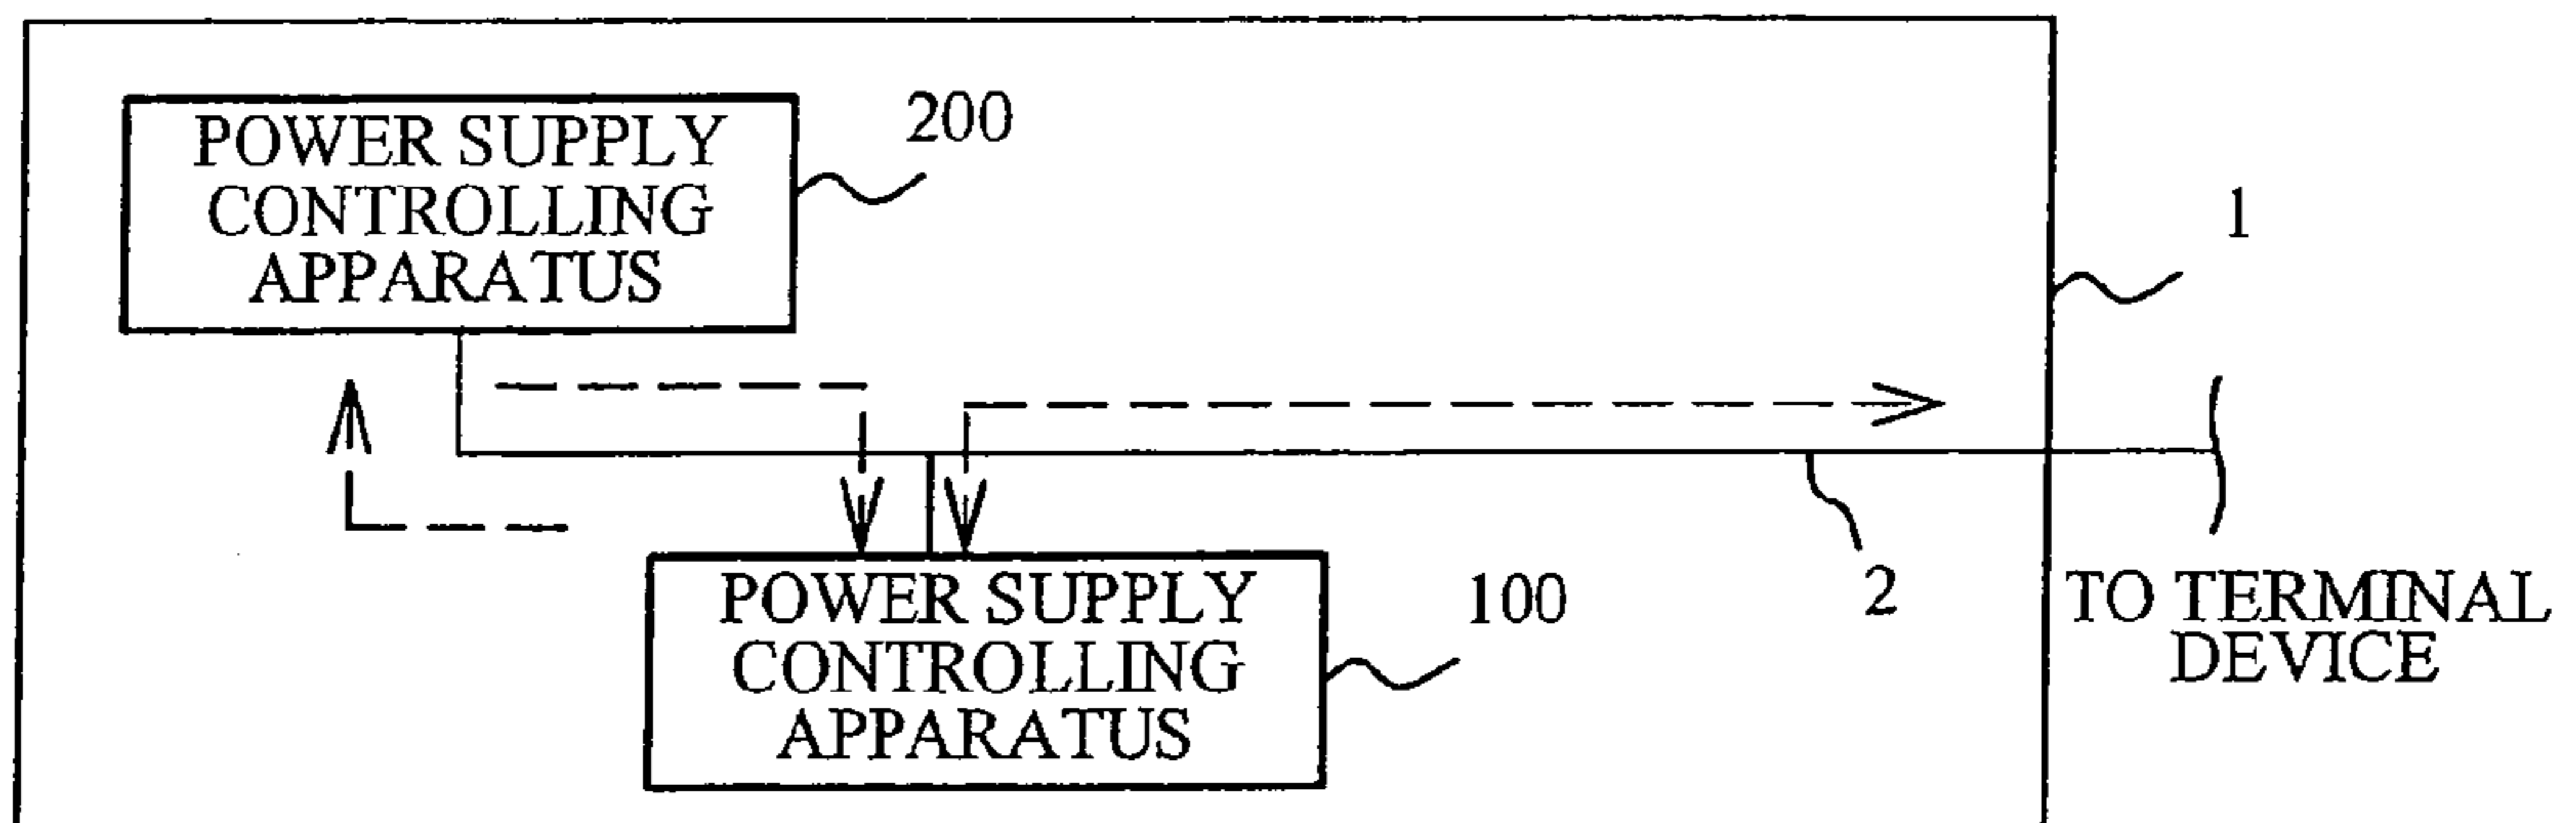 POWER SUPPLY
CONTROLLING
APPARATUS
200
1
POWER SUPPLY
CONTROLLING
APPARATUS
100
2
TO TERMINAL
DEVICE